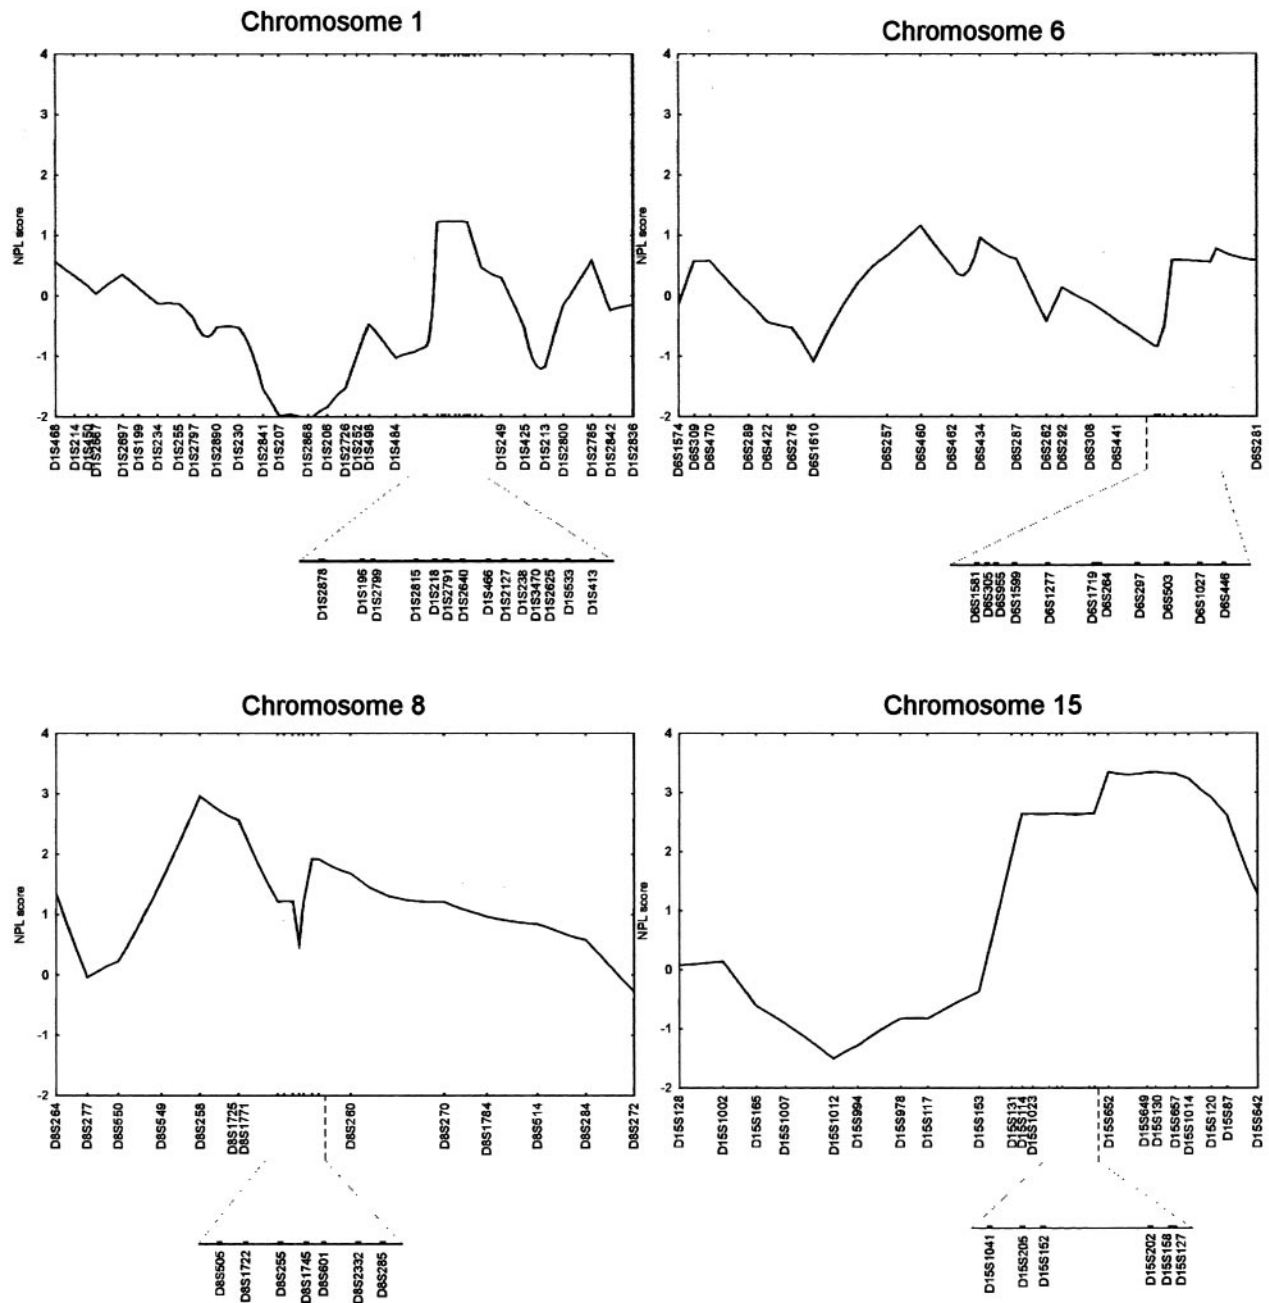 Chromosome 1
4
3
2
1
0
-1
-2
NPL score
D1S468
D1S214
D1S450
D1S2667
D1S2697
D1S199
D1S234
D1S255
D1S2797
D1S2890
D1S230
D1S2841
D1S207
D1S2868
D1S206
D1S2726
D1S252
D1S498
D1S484
D1S249
D1S425
D1S213
D1S2800
D1S2785
D1S2842
D1S2836
D1S2878
D1S196
D1S2799
D1S2815
D1S218
D1S2791
D1S2640
D1S466
D1S2127
D1S238
D1S3470
D1S2625
D1S533
D1S413
Chromosome 6
4
3
2
1
0
-1
-2
NPL score
D6S1574
D6S309
D6S470
D6S289
D6S422
D6S276
D6S1610
D6S257
D6S460
D6S462
D6S434
D6S287
D6S262
D6S292
D6S308
D6S441
D6S281
D6S1581
D6S305
D6S955
D6S1599
D6S1277
D6S1719
D6S264
D6S297
D6S503
D6S1027
D6S446
Chromosome 8
4
3
2
1
0
-1
-2
NPL score
D8S264
D8S277
D8S550
D8S549
D8S258
D8S1725
D8S1771
D8S260
D8S270
D8S1784
D8S514
D8S284
D8S272
D8S505
D8S1722
D8S255
D8S1745
D8S601
D8S2332
D8S285
Chromosome 15
4
3
2
1
0
-1
-2
NPL score
D15S128
D15S1002
D15S165
D15S1007
D15S1012
D15S994
D15S978
D15S117
D15S153
D15S131
D15S114
D15S1023
D15S652
D15S649
D15S130
D15S657
D15S1014
D15S120
D15S87
D15S642
D15S1041
D15S205
D15S152
D15S202
D15S158
D15S127